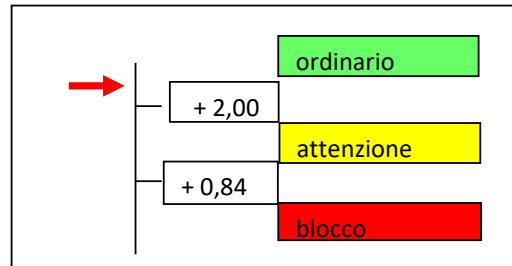 ordinario
+ 2,00
attenzione
+ 0,84
blocco